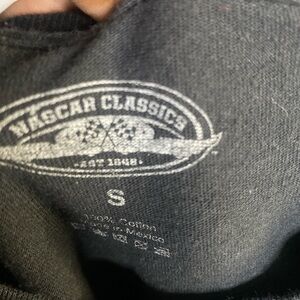 NASCAR CLASSICS
EST 1948
S
100% Cotton
Made in Mexico